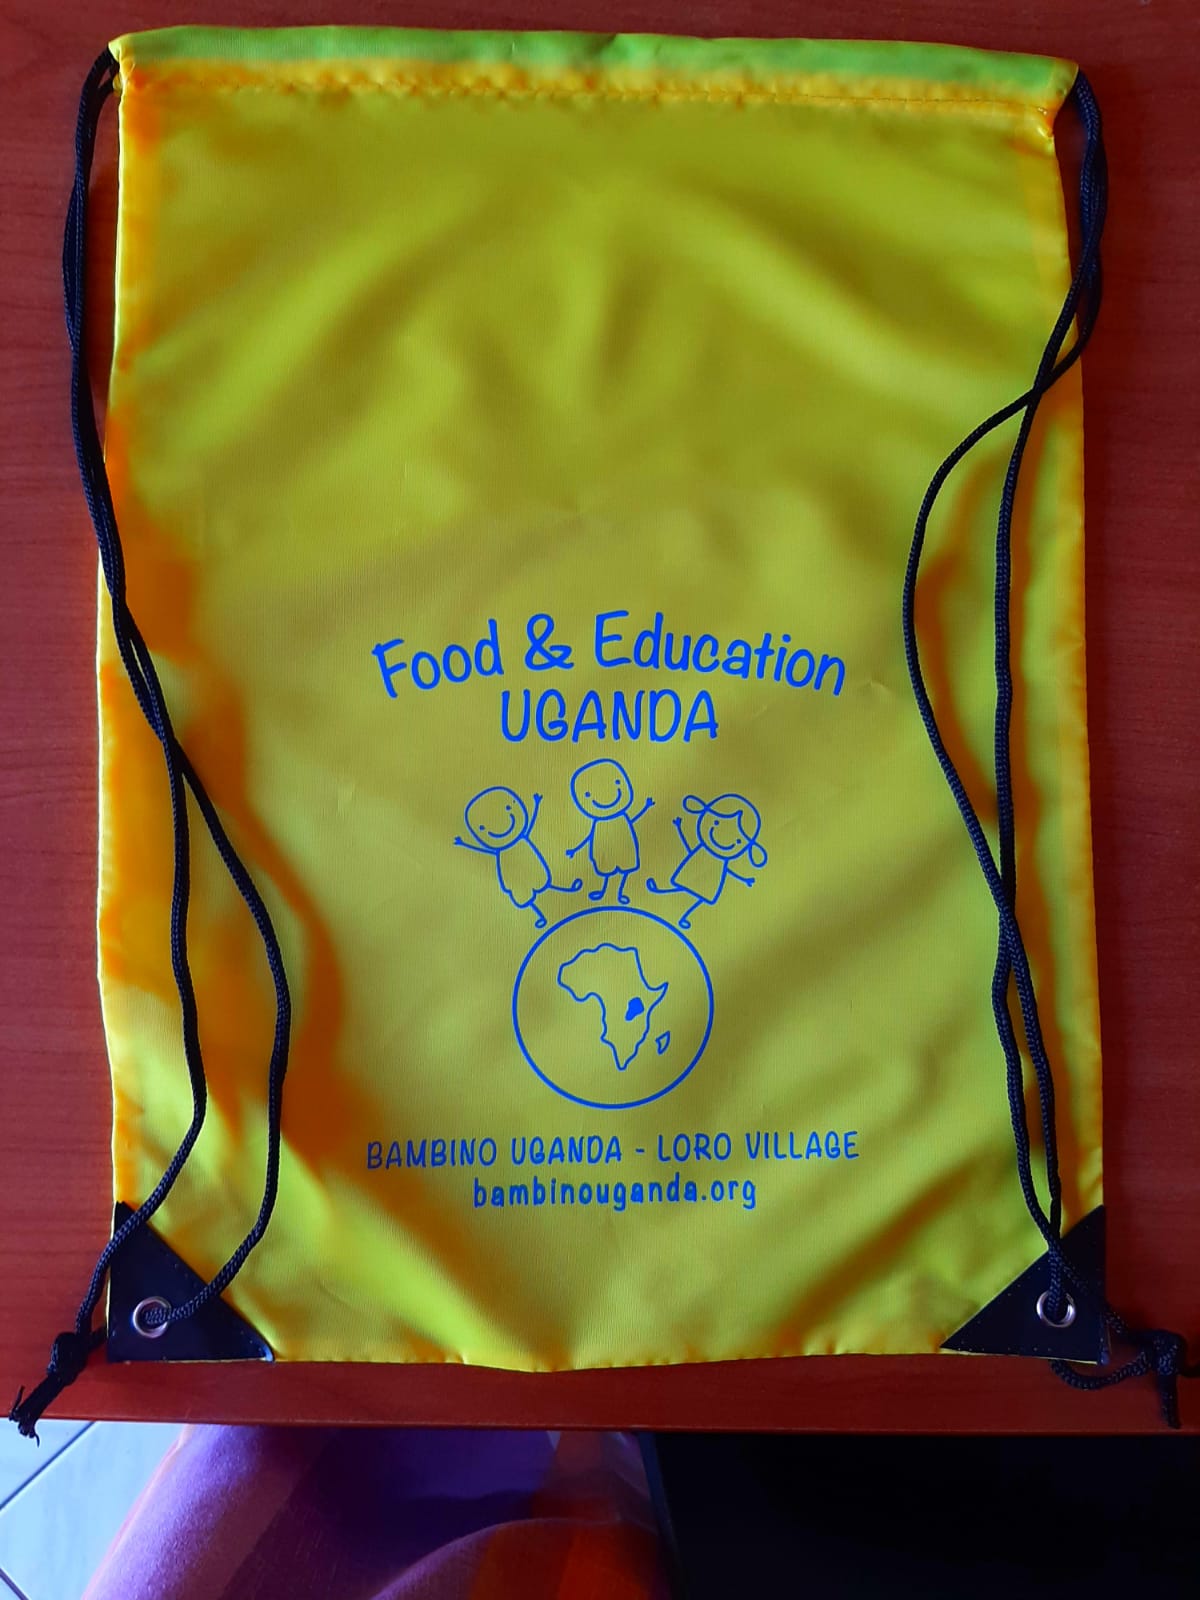 Food & Education
UGANDA
BAMBINO UGANDA - LORO VILLAGE
bambinouganda.org